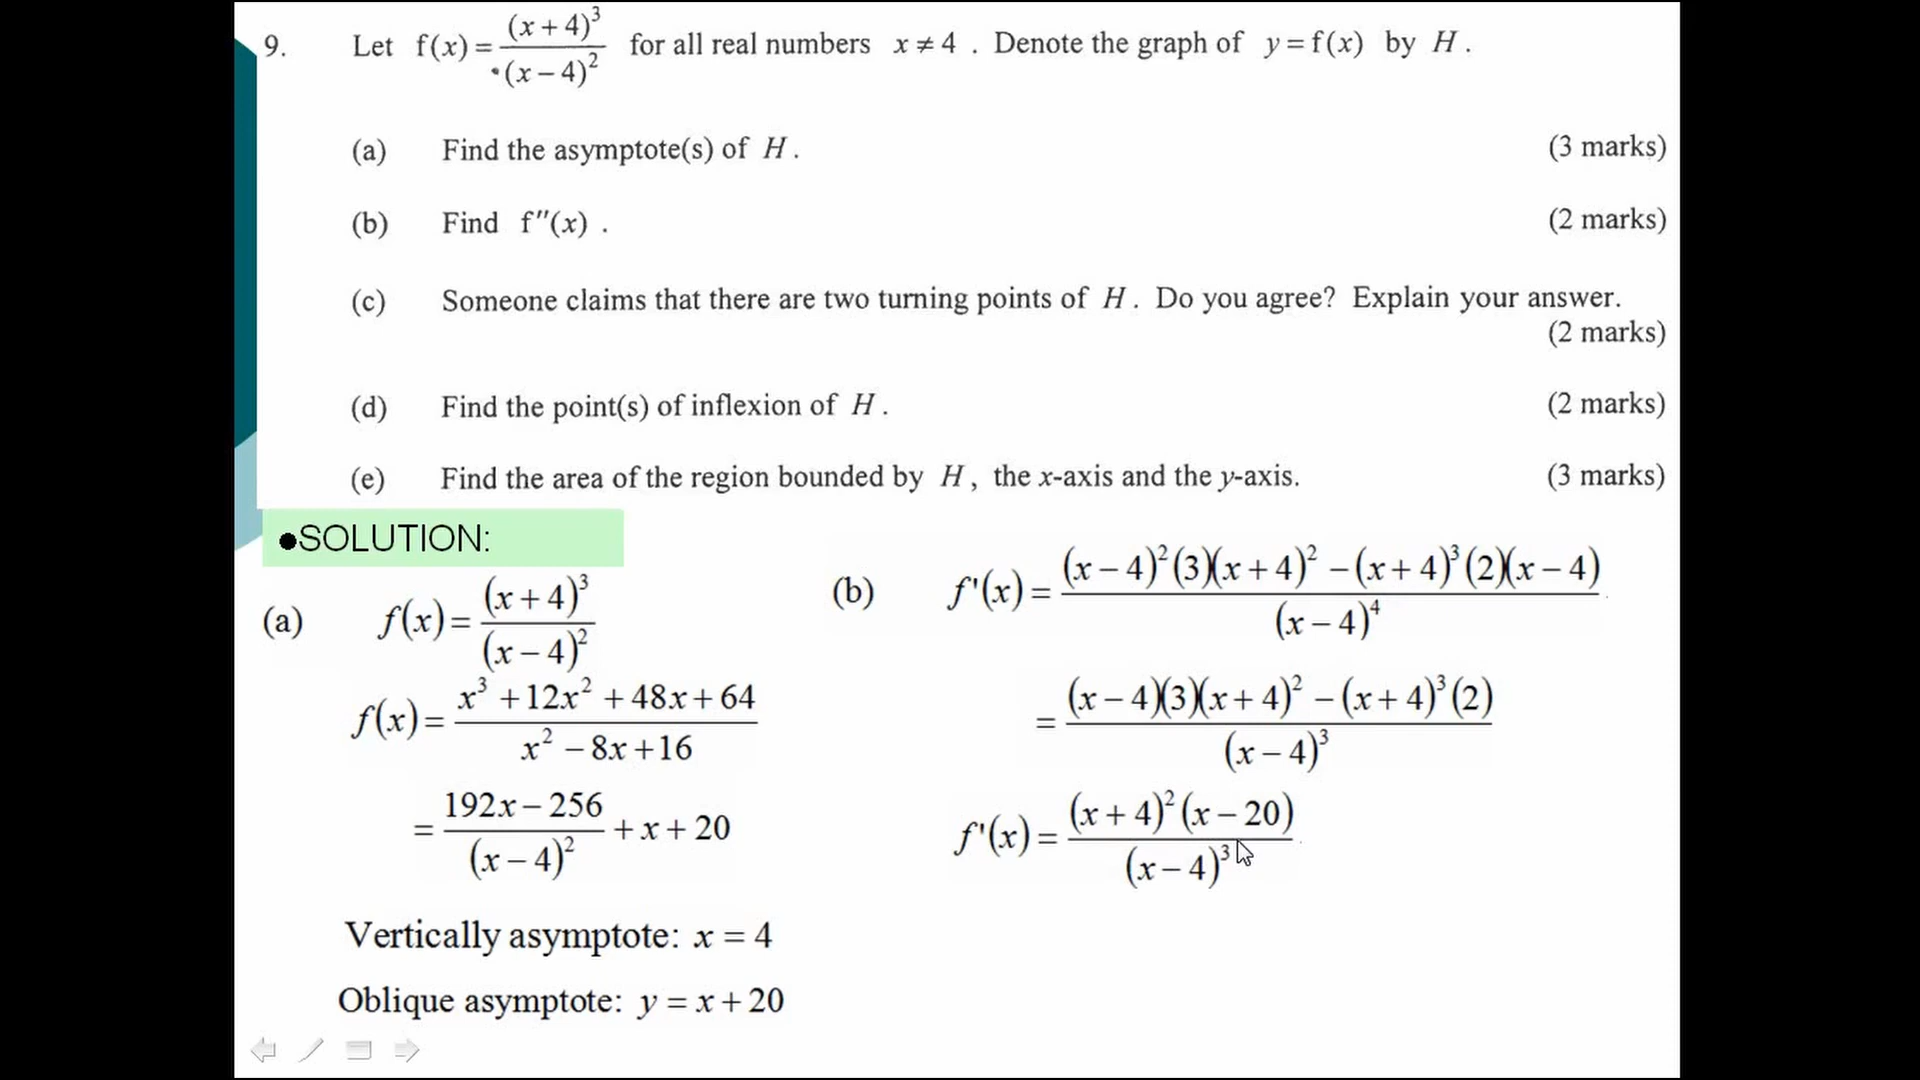 9. Let f(x) = (x+4)³/(x−4)² for all real numbers x ≠ 4 . Denote the graph of y = f(x) by H .
(a) Find the asymptote(s) of H . (3 marks)
(b) Find f″(x) . (2 marks)
(c) Someone claims that there are two turning points of H . Do you agree? Explain your answer.
(2 marks)
(d) Find the point(s) of inflexion of H . (2 marks)
(e) Find the area of the region bounded by H , the x-axis and the y-axis. (3 marks)
●SOLUTION:
(a) f(x) = (x+4)³/(x−4)²
f(x) = (x³ +12x² +48x+64)/(x² −8x+16)
= (192x−256)/(x−4)² + x + 20
Vertically asymptote: x = 4
Oblique asymptote: y = x + 20
(b) f'(x) = ((x−4)²(3)(x+4)² −(x+4)³(2)(x−4))/(x−4)⁴
= ((x−4)(3)(x+4)² −(x+4)³(2))/(x−4)³
f'(x) = (x+4)²(x−20)/(x−4)³